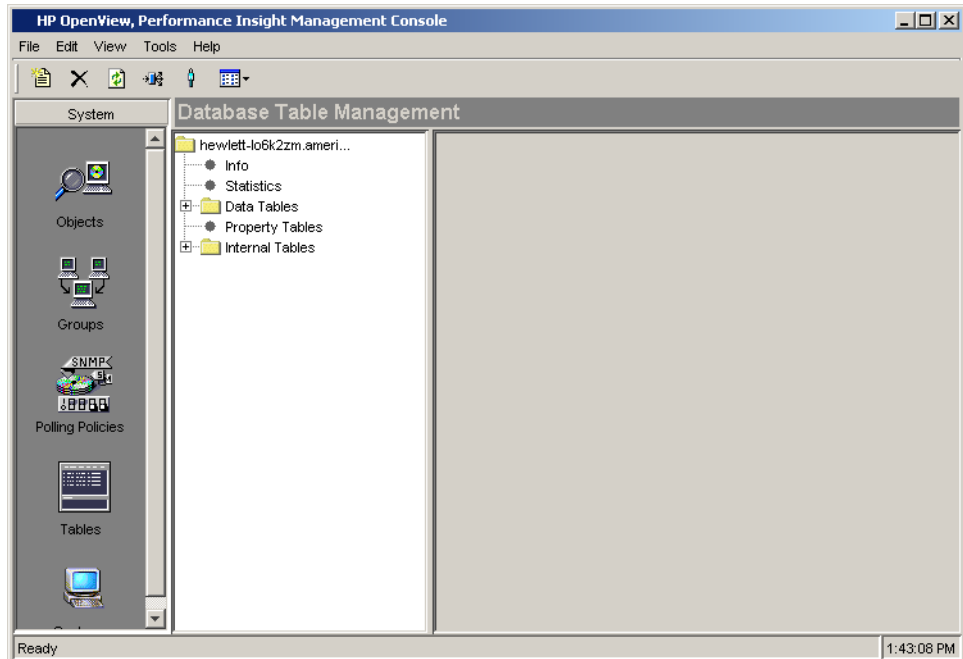 HP OpenView, Performance Insight Management Console
File Edit View Tools Help
System
Database Table Management
hewlett-lo6k2zm.ameri...
Info
Statistics
Data Tables
Property Tables
Internal Tables
Objects
Groups
SNMP
Polling Policies
Tables
Ready
1:43:08 PM